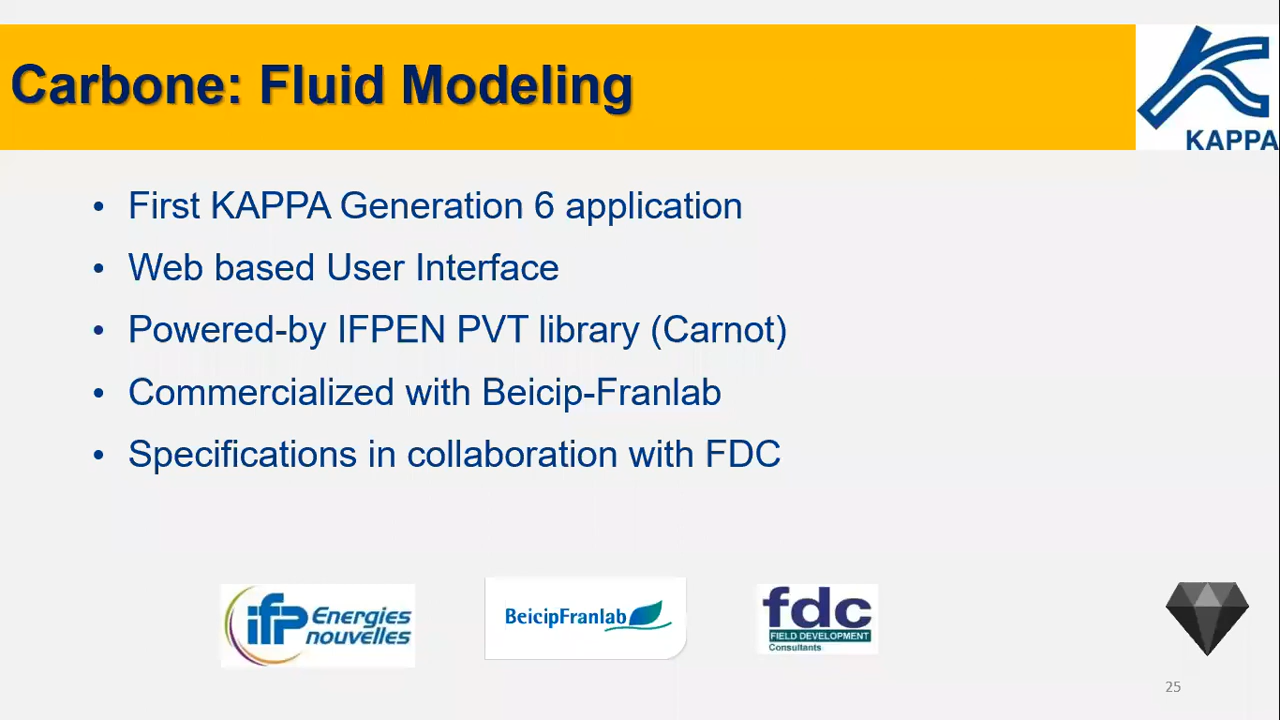 Carbone: Fluid Modeling
KAPPA
• First KAPPA Generation 6 application
• Web based User Interface
• Powered-by IFPEN PVT library (Carnot)
• Commercialized with Beicip-Franlab
• Specifications in collaboration with FDC
ifp Energies
nouvelles
BeicipFranlab
fdc
FIELD DEVELOPMENT
Consultants
25